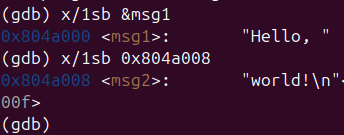 (gdb) x/1sb &msg1
0x804a000 <msg1>: "Hello, "
(gdb) x/1sb 0x804a008
0x804a008 <msg2>: "world!\n"<
00f>
(gdb)